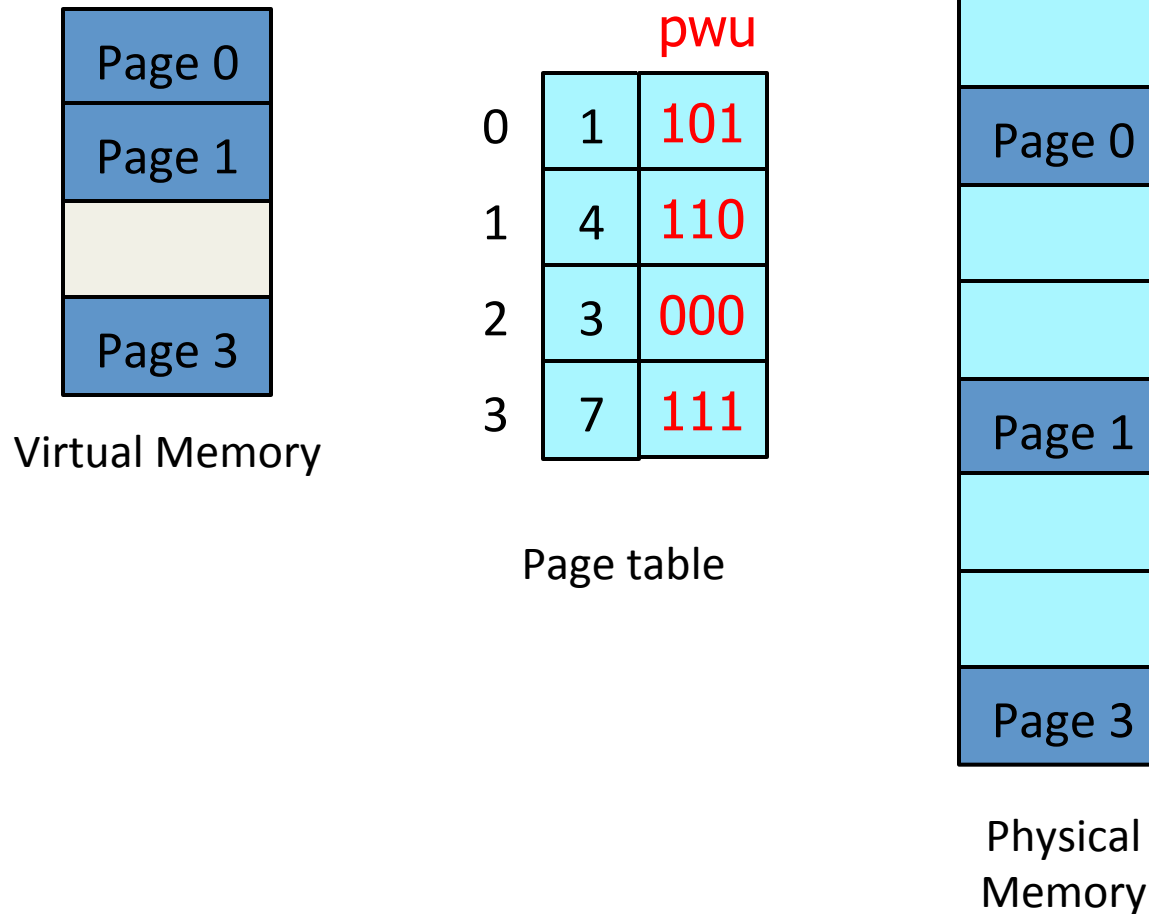 Page 0
Page 1
Page 3
Virtual Memory
pwu
0 1 101
1 4 110
2 3 000
3 7 111
Page table
Page 0
Page 1
Page 3
Physical
Memory